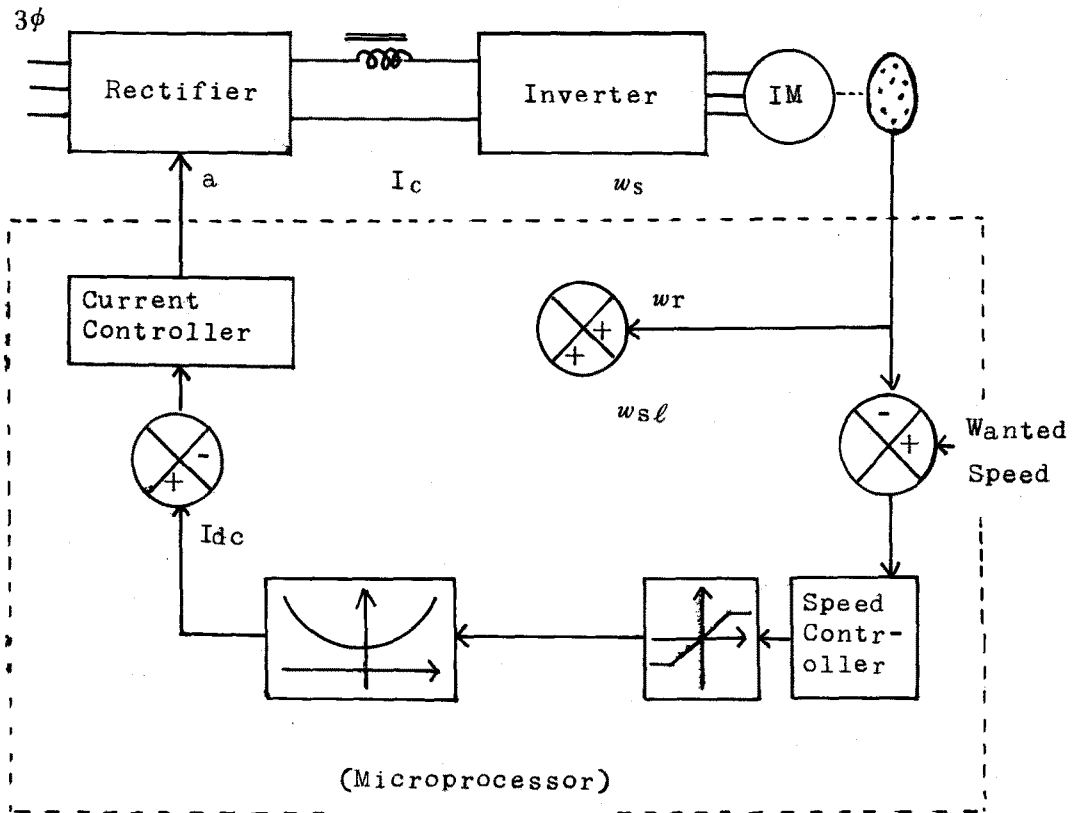 3ϕ
Rectifier
Inverter
IM
a
Ic
ws
Current
Controller
wr
+
+
wsℓ
-
+
Wanted
Speed
-
+
Idc
Speed
Contr-
oller
(Microprocessor)